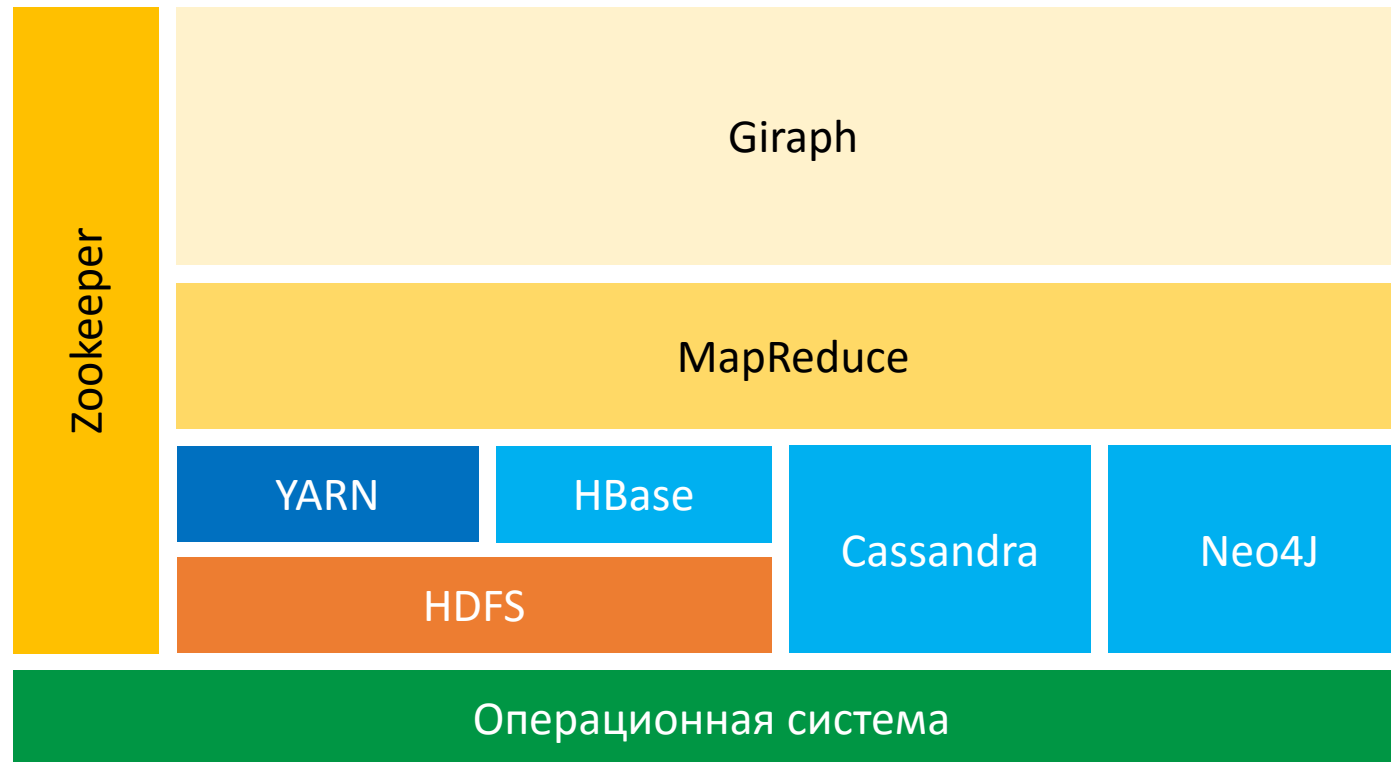 Zookeeper
Giraph
MapReduce
YARN
HBase
Cassandra
Neo4J
HDFS
Операционная система